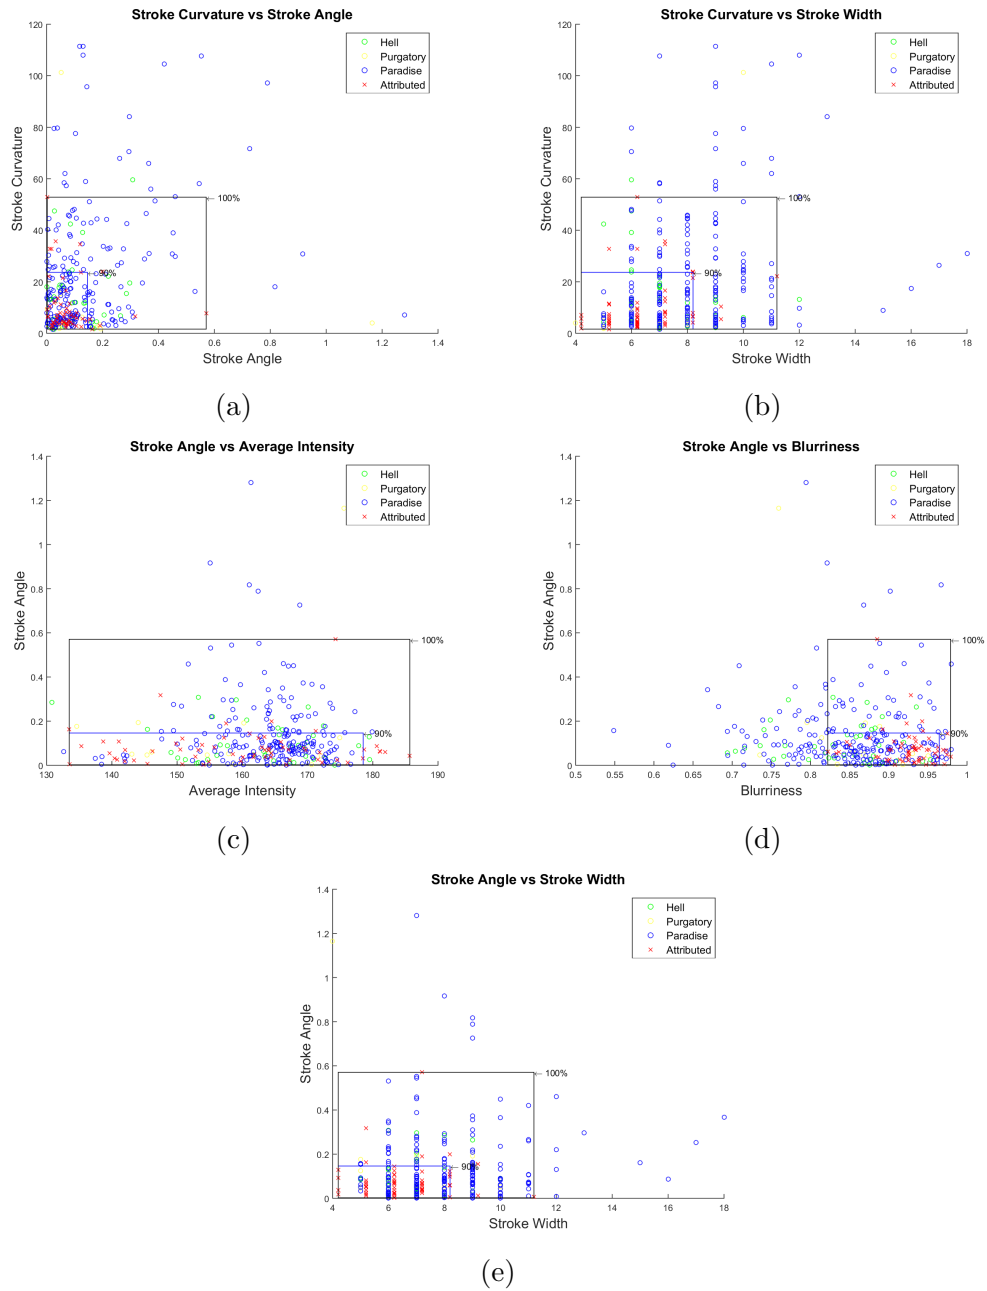 Stroke Curvature vs Stroke Angle
Stroke Curvature
120
100
80
60
40
20
0
0 0.2 0.4 0.6 0.8 1 1.2 1.4
Stroke Angle
Hell
Purgatory
Paradise
Attributed
100%
90%
(a)
Stroke Curvature vs Stroke Width
Stroke Curvature
120
100
80
60
40
20
0
4 6 8 10 12 14 16 18
Stroke Width
Hell
Purgatory
Paradise
Attributed
100%
90%
(b)
Stroke Angle vs Average Intensity
Stroke Angle
1.4
1.2
1
0.8
0.6
0.4
0.2
0
130 140 150 160 170 180 190
Average Intensity
Hell
Purgatory
Paradise
Attributed
100%
90%
(c)
Stroke Angle vs Blurriness
Stroke Angle
1.4
1.2
1
0.8
0.6
0.4
0.2
0
0.5 0.55 0.6 0.65 0.7 0.75 0.8 0.85 0.9 0.95 1
Blurriness
Hell
Purgatory
Paradise
Attributed
100%
90%
(d)
Stroke Angle vs Stroke Width
Stroke Angle
1.4
1.2
1
0.8
0.6
0.4
0.2
0
4 6 8 10 12 14 16 18
Stroke Width
Hell
Purgatory
Paradise
Attributed
100%
90%
(e)